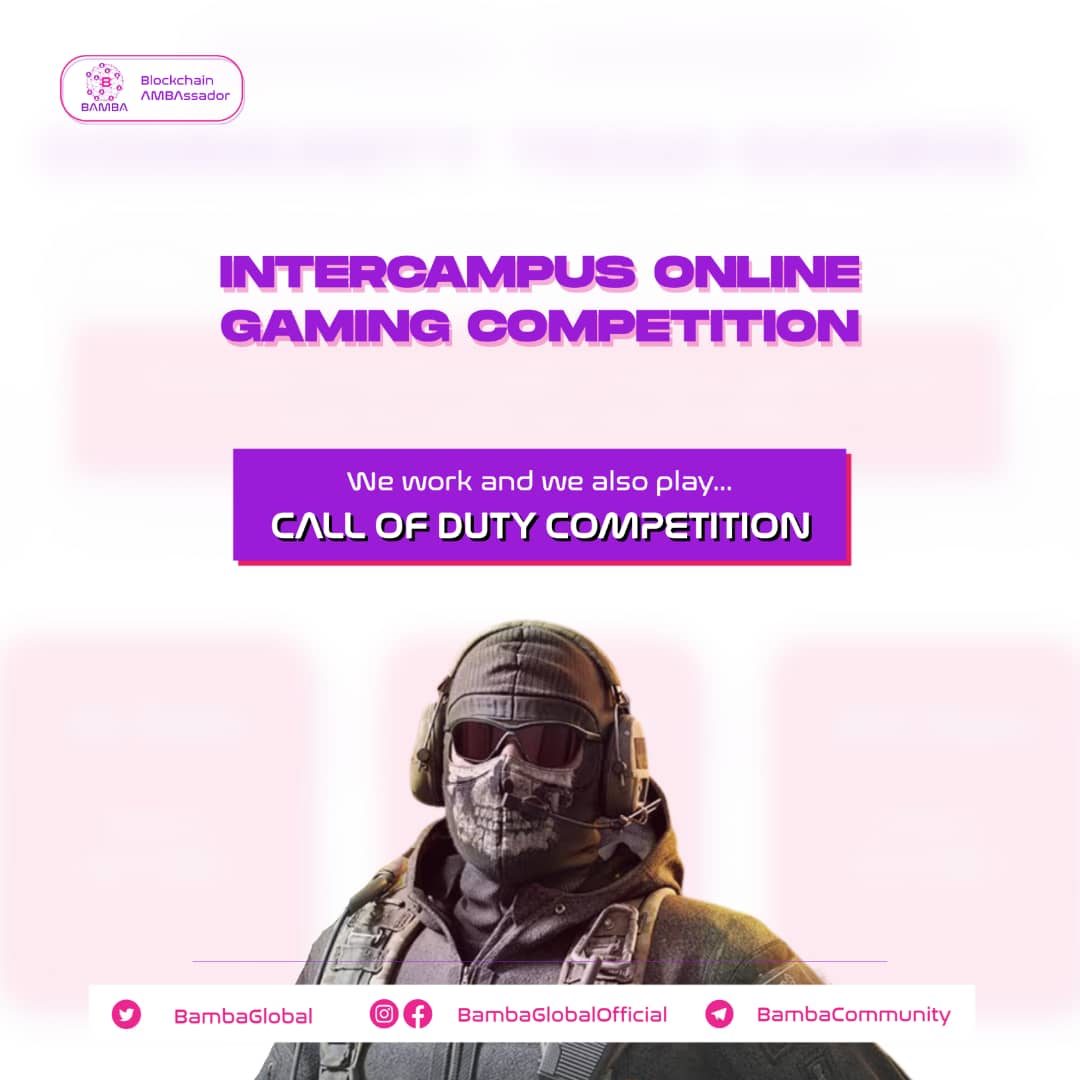 BAMBA
Blockchain
AMBAssador
INTERCAMPUS ONLINE
GAMING COMPETITION
We work and we also play...
CALL OF DUTY COMPETITION
BambaGlobal
BambaGlobalOfficial
BambaCommunity